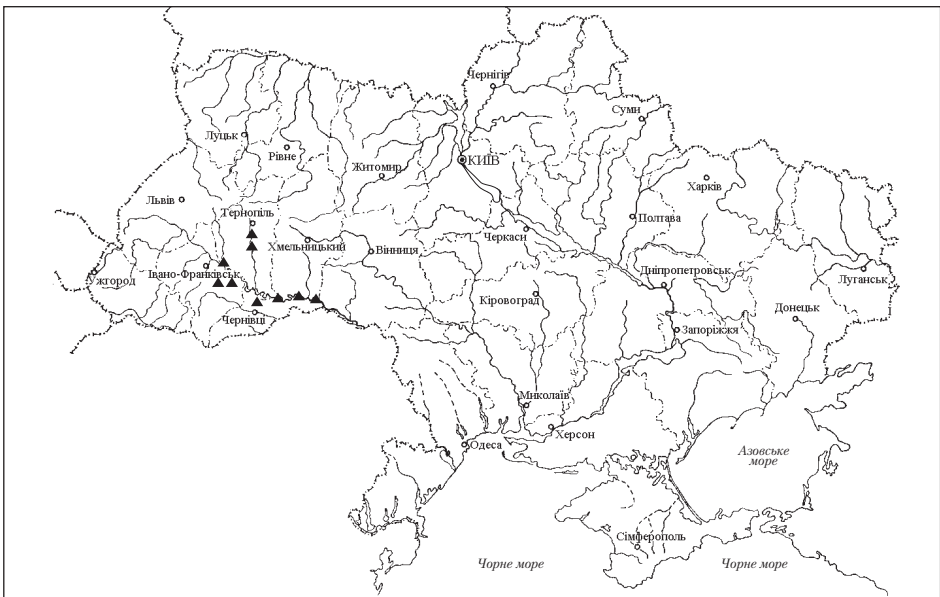 Чернігів
Суми
Луцьк
Рівне
КИЇВ
Житомир
Харків
Львів
Тернопіль
Полтава
Хмельницький
Черкаси
Вінниця
Івано-Франківськ
Ужгород
Дніпропетровськ
Луганськ
Кіровоград
Донецьк
Чернівці
Запоріжжя
Миколаїв
Херсон
Одеса
Азовське
море
Сімферополь
Чорне море
Чорне море